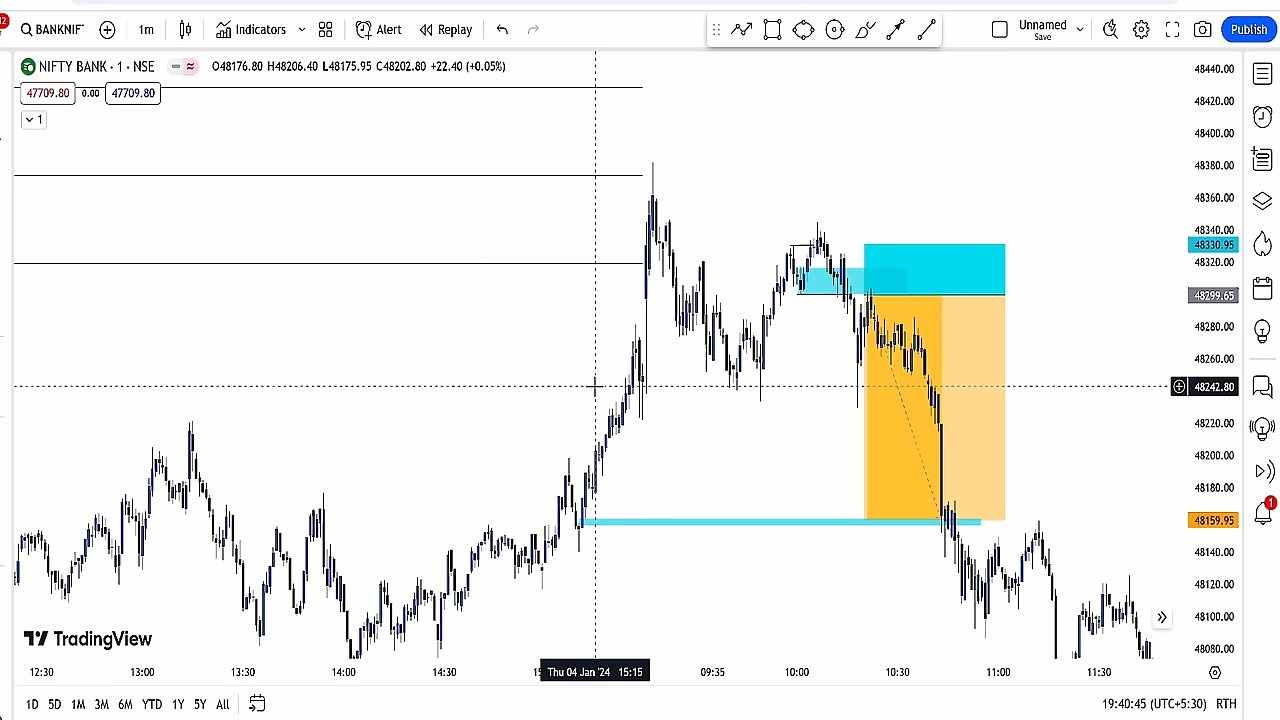 12
BANKNIF
1m
Indicators
Alert
Replay
Unnamed
Save
Publish
NIFTY BANK · 1 · NSE
O48176.80 H48206.40 L48175.95 C48202.80 +22.40 (+0.05%)
47709.80 0.00 47709.80
1
48440.00
48420.00
48400.00
48380.00
48360.00
48340.00
48330.95
48320.00
48299.65
48280.00
48260.00
48242.80
48220.00
48200.00
48180.00
48159.95
48140.00
48120.00
48100.00
48080.00
1
TradingView
12:30 13:00 13:30 14:00 14:30 Thu 04 Jan '24 15:15 09:35 10:00 10:30 11:00 11:30
1D 5D 1M 3M 6M YTD 1Y 5Y All
19:40:45 (UTC+5:30) RTH